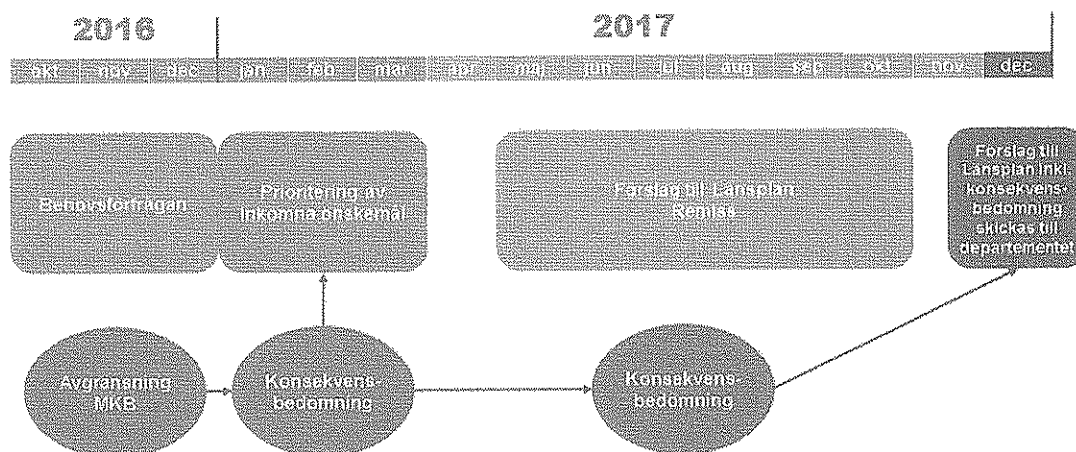 2016
2017
okt nov dec jan feb mar apr maj jun jul aug sep okt nov dec
Behovsförfrågan
Prioritering av
inkomna önskemål
Förslag till Länsplan
Remiss
Förslag till
Länsplan inkl.
konsekvens-
bedömning
skickas till
departementet
Avgränsning
MKB
Konsekvens-
bedömning
Konsekvens-
bedömning